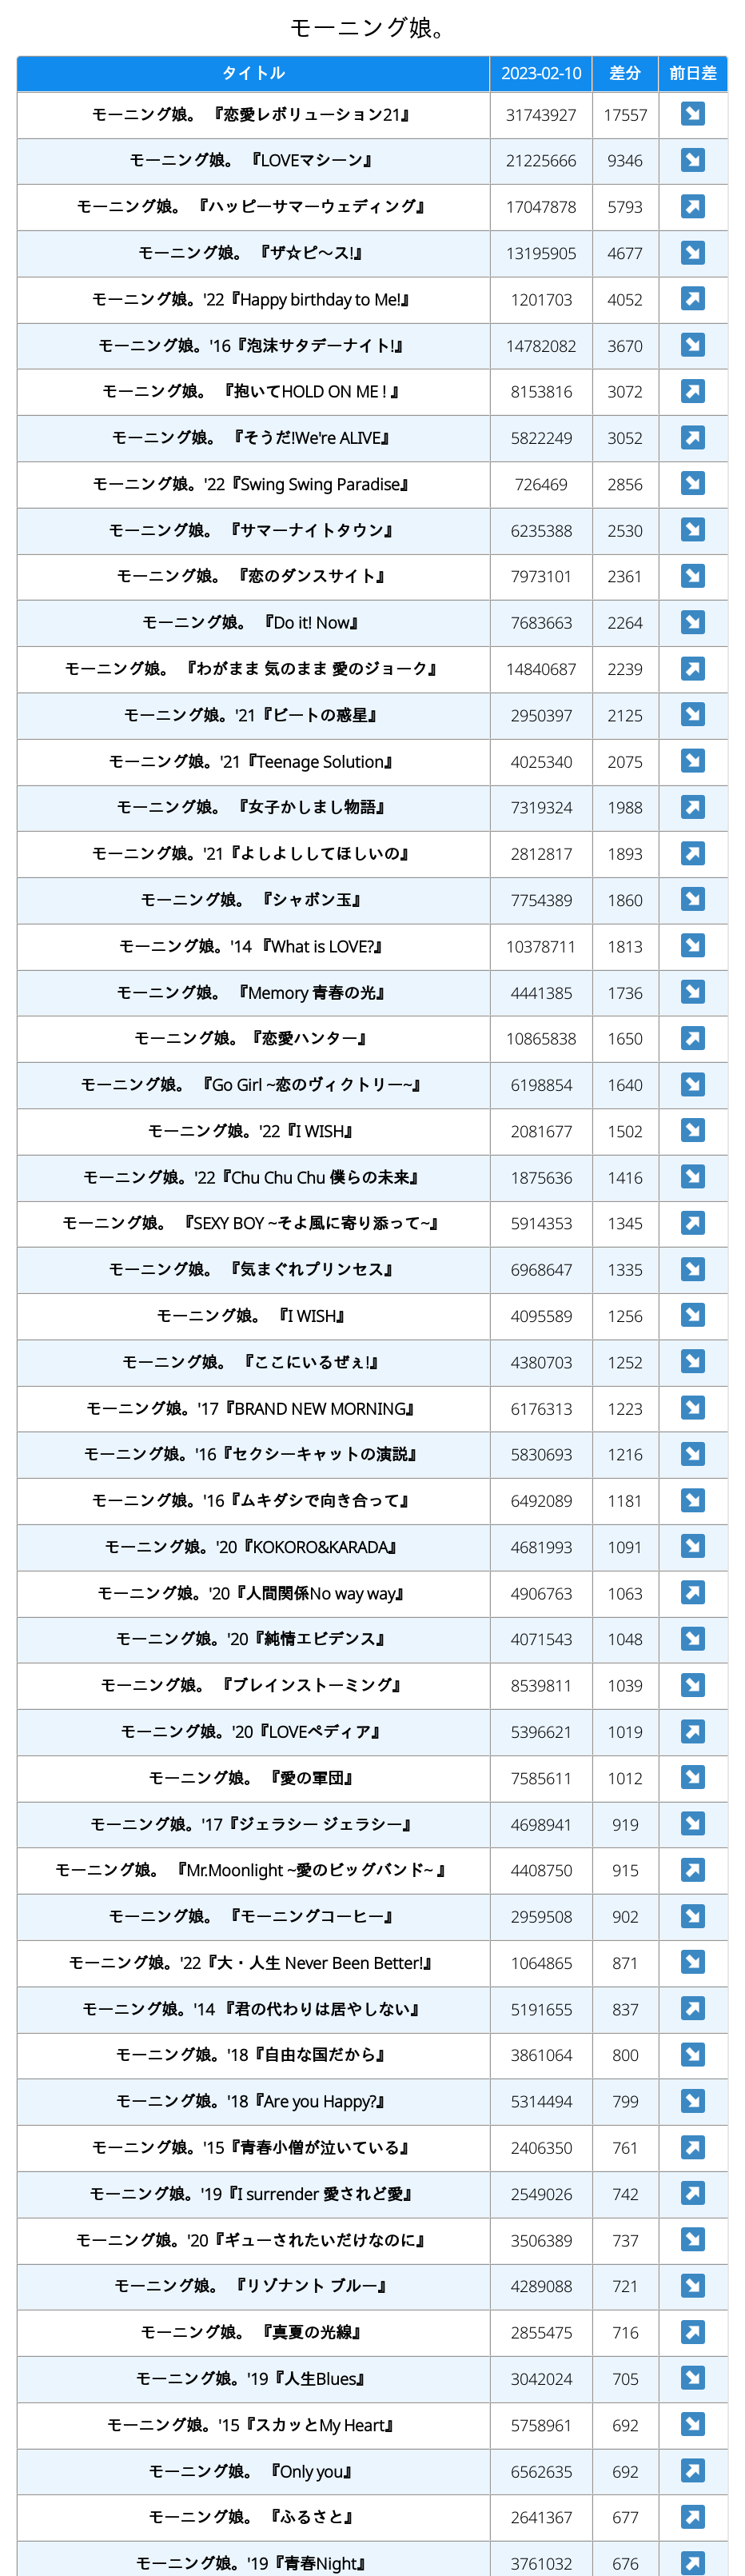 モーニング娘。
タイトル 2023-02-10 差分 前日差
モーニング娘。 『恋愛レボリューション21』 31743927 17557 ↘
モーニング娘。 『LOVEマシーン』 21225666 9346 ↘
モーニング娘。 『ハッピーサマーウェディング』 17047878 5793 ↗
モーニング娘。 『ザ☆ピ～ス!』 13195905 4677 ↘
モーニング娘。'22『Happy birthday to Me!』 1201703 4052 ↗
モーニング娘。'16『泡沫サタデーナイト!』 14782082 3670 ↘
モーニング娘。 『抱いてHOLD ON ME ! 』 8153816 3072 ↗
モーニング娘。 『そうだ!We're ALIVE』 5822249 3052 ↗
モーニング娘。'22『Swing Swing Paradise』 726469 2856 ↘
モーニング娘。 『サマーナイトタウン』 6235388 2530 ↘
モーニング娘。 『恋のダンスサイト』 7973101 2361 ↘
モーニング娘。 『Do it! Now』 7683663 2264 ↘
モーニング娘。 『わがまま 気のまま 愛のジョーク』 14840687 2239 ↗
モーニング娘。'21『ビートの惑星』 2950397 2125 ↘
モーニング娘。'21『Teenage Solution』 4025340 2075 ↘
モーニング娘。 『女子かしまし物語』 7319324 1988 ↗
モーニング娘。'21『よしよししてほしいの』 2812817 1893 ↗
モーニング娘。 『シャボン玉』 7754389 1860 ↘
モーニング娘。'14 『What is LOVE?』 10378711 1813 ↘
モーニング娘。 『Memory 青春の光』 4441385 1736 ↘
モーニング娘。『恋愛ハンター』 10865838 1650 ↗
モーニング娘。 『Go Girl ~恋のヴィクトリー~』 6198854 1640 ↘
モーニング娘。'22『I WISH』 2081677 1502 ↘
モーニング娘。'22『Chu Chu Chu 僕らの未来』 1875636 1416 ↘
モーニング娘。 『SEXY BOY ~そよ風に寄り添って~』 5914353 1345 ↗
モーニング娘。 『気まぐれプリンセス』 6968647 1335 ↘
モーニング娘。 『I WISH』 4095589 1256 ↘
モーニング娘。 『ここにいるぜぇ!』 4380703 1252 ↘
モーニング娘。'17『BRAND NEW MORNING』 6176313 1223 ↘
モーニング娘。'16『セクシーキャットの演説』 5830693 1216 ↘
モーニング娘。'16『ムキダシで向き合って』 6492089 1181 ↘
モーニング娘。'20『KOKORO&KARADA』 4681993 1091 ↘
モーニング娘。'20『人間関係No way way』 4906763 1063 ↗
モーニング娘。'20『純情エビデンス』 4071543 1048 ↘
モーニング娘。 『ブレインストーミング』 8539811 1039 ↘
モーニング娘。'20『LOVEペディア』 5396621 1019 ↗
モーニング娘。 『愛の軍団』 7585611 1012 ↘
モーニング娘。'17『ジェラシー ジェラシー』 4698941 919 ↘
モーニング娘。 『Mr.Moonlight ~愛のビッグバンド~ 』 4408750 915 ↗
モーニング娘。 『モーニングコーヒー』 2959508 902 ↘
モーニング娘。'22『大・人生 Never Been Better!』 1064865 871 ↘
モーニング娘。'14 『君の代わりは居やしない』 5191655 837 ↗
モーニング娘。'18『自由な国だから』 3861064 800 ↘
モーニング娘。'18『Are you Happy?』 5314494 799 ↘
モーニング娘。'15『青春小僧が泣いている』 2406350 761 ↗
モーニング娘。'19『I surrender 愛されど愛』 2549026 742 ↗
モーニング娘。'20『ギューされたいだけなのに』 3506389 737 ↘
モーニング娘。 『リゾナント ブルー』 4289088 721 ↘
モーニング娘。 『真夏の光線』 2855475 716 ↗
モーニング娘。'19『人生Blues』 3042024 705 ↘
モーニング娘。'15『スカッとMy Heart』 5758961 692 ↘
モーニング娘。 『Only you』 6562635 692 ↗
モーニング娘。 『ふるさと』 2641367 677 ↗
モーニング娘。'19『青春Night』 3761032 676 ↗